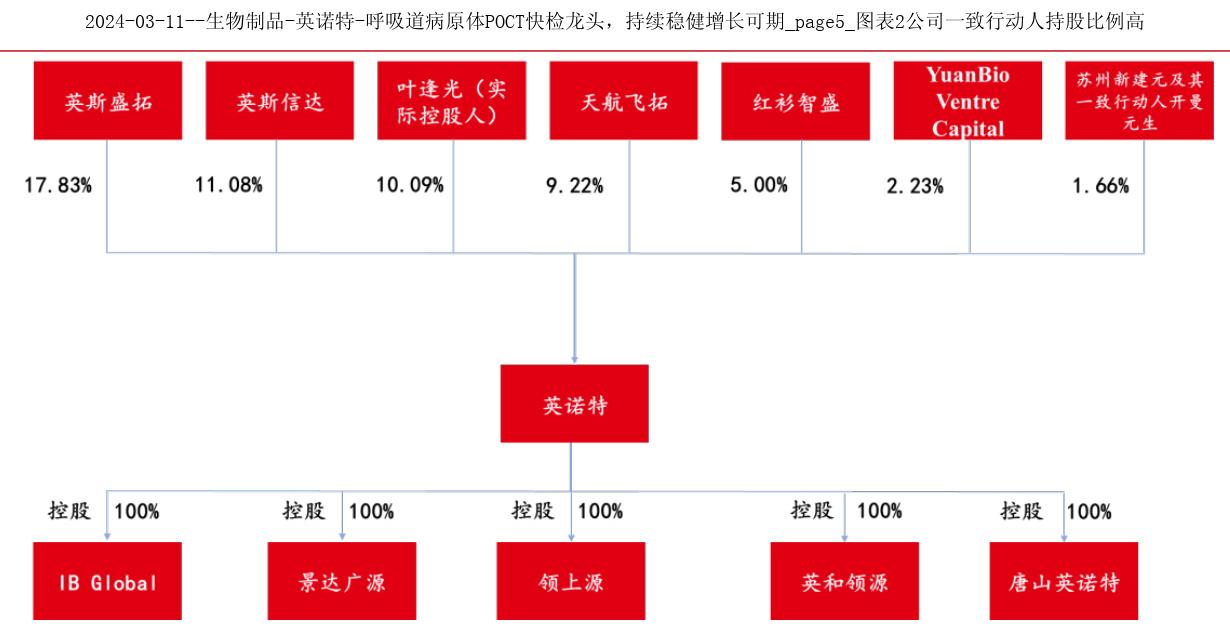 2024-03-11--生物制品-英诺特-呼吸道病原体POCT快检龙头，持续稳健增长可期_page5_图表2公司一致行动人持股比例高
英斯盛拓
英斯信达
叶逢光（实
际控股人）
天航飞拓
红衫智盛
YuanBio
Ventre
Capital
苏州新建元及其
一致行动人开曼
元生
17.83%
11.08%
10.09%
9.22%
5.00%
2.23%
1.66%
英诺特
控股 100%
控股 100%
控股 100%
控股 100%
控股 100%
IB Global
景达广源
领上源
英和领源
唐山英诺特